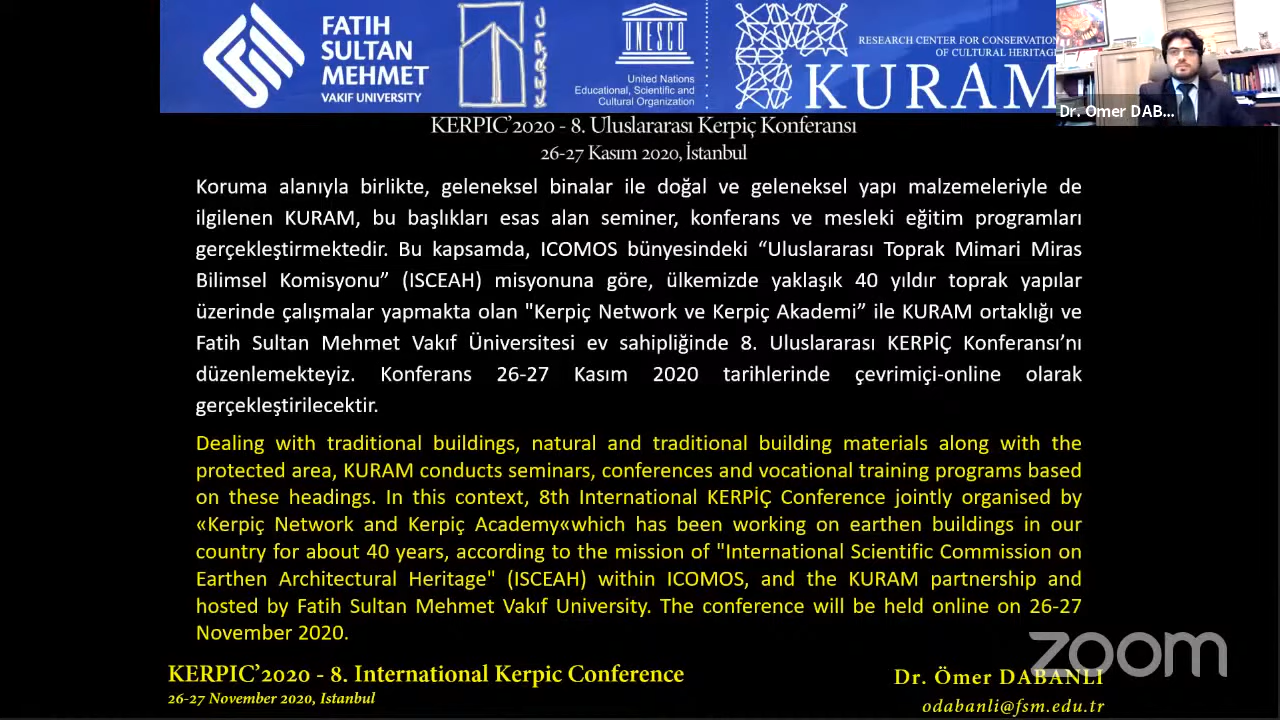 FATIH
SULTAN
MEHMET
VAKIF UNIVERSITY
KERPIC
UNESCO
United Nations
Educational, Scientific and
Cultural Organization
RESEARCH CENTER FOR CONSERVATION
OF CULTURAL HERITAGE
KURAM
Dr. Omer DAB...
KERPIC'2020 - 8. Uluslararası Kerpiç Konferansı
26-27 Kasım 2020, İstanbul
Koruma alanıyla birlikte, geleneksel binalar ile doğal ve geleneksel yapı malzemeleriyle de
ilgilenen KURAM, bu başlıkları esas alan seminer, konferans ve mesleki eğitim programları
gerçekleştirmektedir. Bu kapsamda, ICOMOS bünyesindeki “Uluslararası Toprak Mimari Miras
Bilimsel Komisyonu” (ISCEAH) misyonuna göre, ülkemizde yaklaşık 40 yıldır toprak yapılar
üzerinde çalışmalar yapmakta olan "Kerpiç Network ve Kerpiç Akademi” ile KURAM ortaklığı ve
Fatih Sultan Mehmet Vakıf Üniversitesi ev sahipliğinde 8. Uluslararası KERPİÇ Konferansı’nı
düzenlemekteyiz. Konferans 26-27 Kasım 2020 tarihlerinde çevrimiçi-online olarak
gerçekleştirilecektir.
Dealing with traditional buildings, natural and traditional building materials along with the
protected area, KURAM conducts seminars, conferences and vocational training programs based
on these headings. In this context, 8th International KERPİÇ Conference jointly organised by
«Kerpiç Network and Kerpiç Academy«which has been working on earthen buildings in our
country for about 40 years, according to the mission of "International Scientific Commission on
Earthen Architectural Heritage" (ISCEAH) within ICOMOS, and the KURAM partnership and
hosted by Fatih Sultan Mehmet Vakıf University. The conference will be held online on 26-27
November 2020.
KERPIC’2020 - 8. International Kerpic Conference
26-27 November 2020, Istanbul
Dr. Ömer DABANLI
odabanli@fsm.edu.tr
zoom